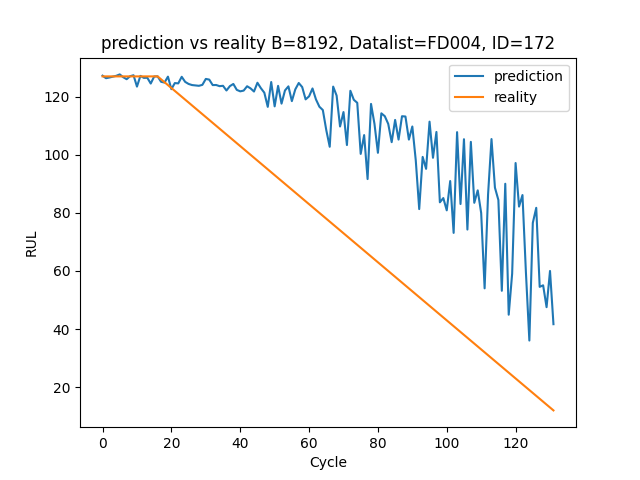 prediction vs reality B=8192, Datalist=FD004, ID=172
prediction
reality
RUL
120
100
80
60
40
20
0 20 40 60 80 100 120
Cycle